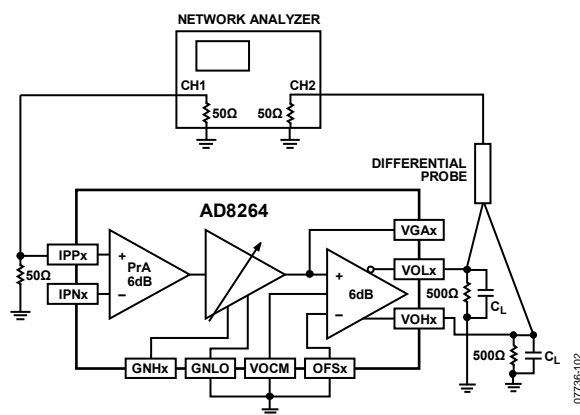 NETWORK ANALYZER
CH1
CH2
50Ω
50Ω
DIFFERENTIAL
PROBE
AD8264
VGAx
IPPx
+
PrA
6dB
–
+
6dB
–
VOLx
50Ω
IPNx
500Ω
CL
VOHx
500Ω
CL
GNHx
GNLO
VOCM
OFSx
07736-102